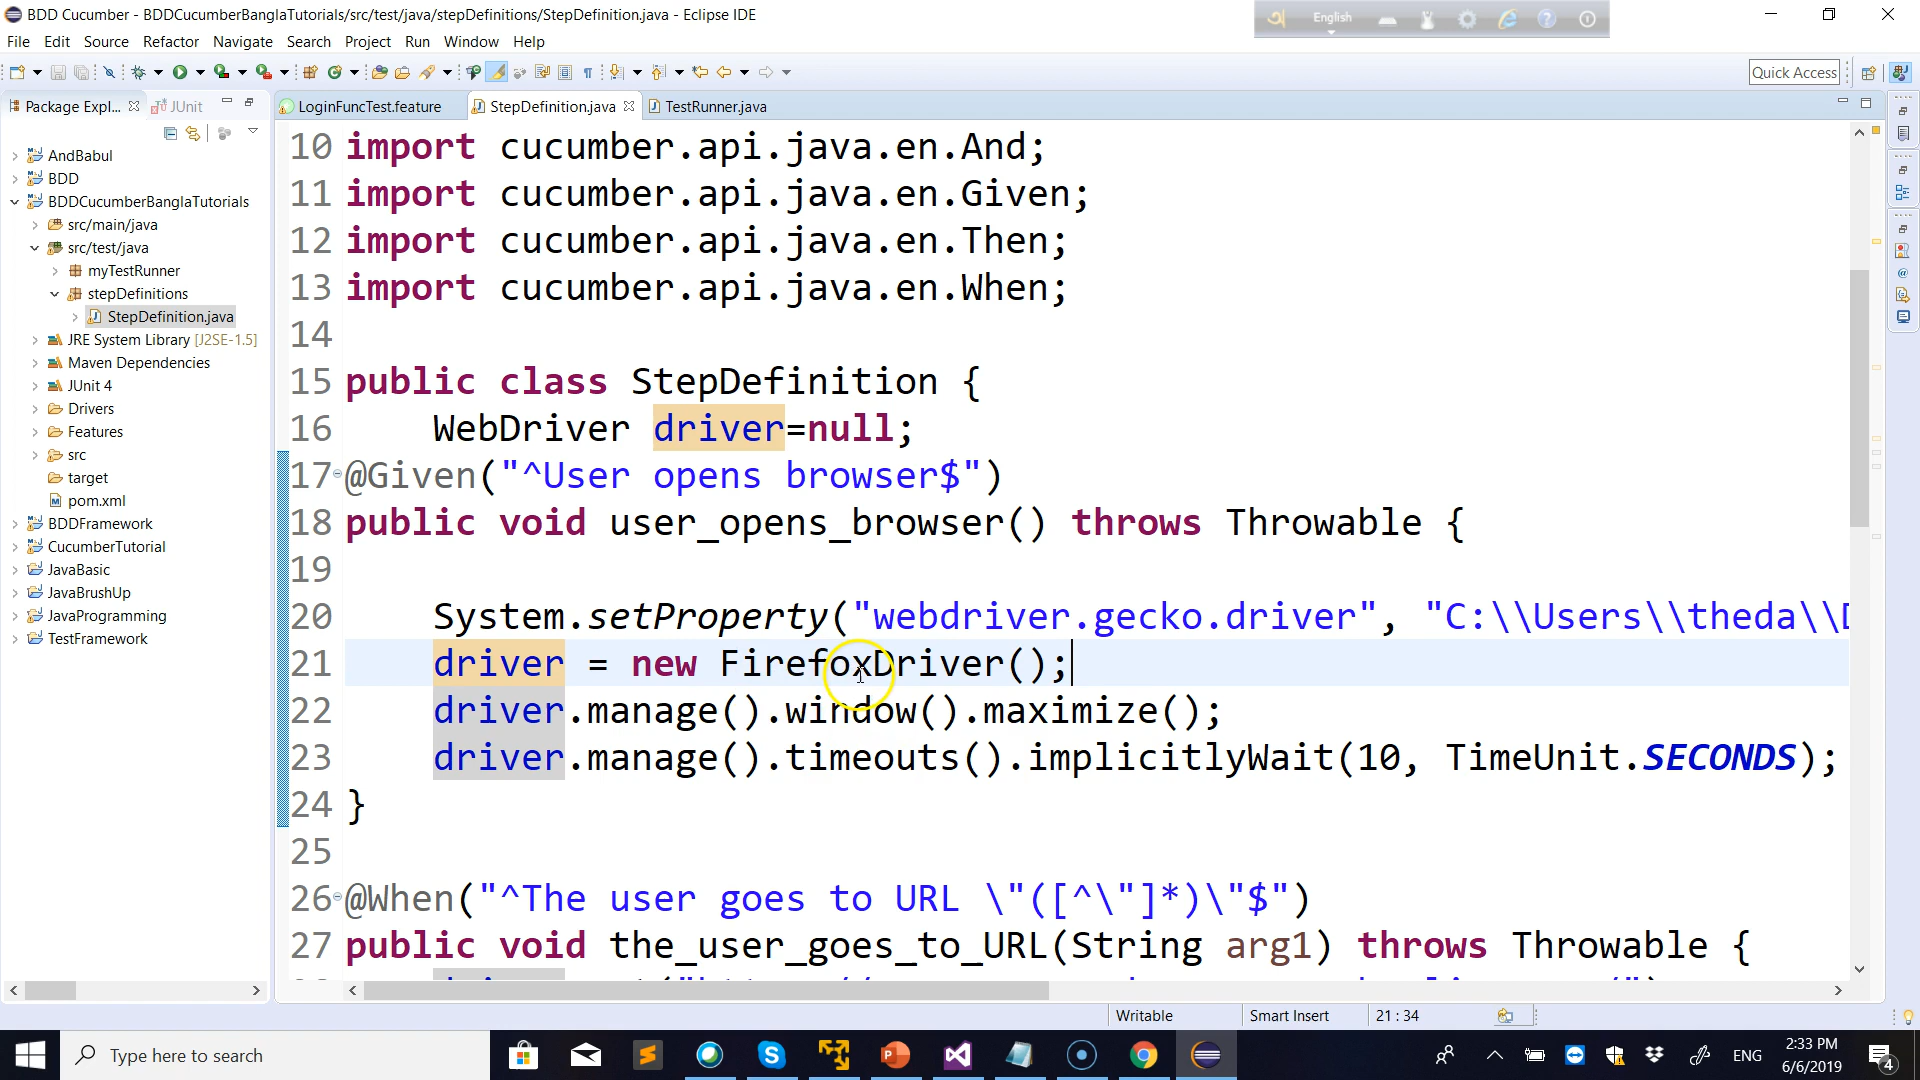 BDD Cucumber - BDDCucumberBanglaTutorials/src/test/java/stepDefinitions/StepDefinition.java - Eclipse IDE
English
File Edit Source Refactor Navigate Search Project Run Window Help
Quick Access
Package Expl... JUnit
LoginFuncTest.feature StepDefinition.java TestRunner.java
AndBabul
BDD
BDDCucumberBanglaTutorials
src/main/java
src/test/java
myTestRunner
stepDefinitions
StepDefinition.java
JRE System Library [J2SE-1.5]
Maven Dependencies
JUnit 4
Drivers
Features
src
target
pom.xml
BDDFramework
CucumberTutorial
JavaBasic
JavaBrushUp
JavaProgramming
TestFramework
10 import cucumber.api.java.en.And;
11 import cucumber.api.java.en.Given;
12 import cucumber.api.java.en.Then;
13 import cucumber.api.java.en.When;
14
15 public class StepDefinition {
16 WebDriver driver=null;
17 @Given("^User opens browser$")
18 public void user_opens_browser() throws Throwable {
19
20 System.setProperty("webdriver.gecko.driver", "C:\\Users\\theda\\
21 driver = new FirefoxDriver();
22 driver.manage().window().maximize();
23 driver.manage().timeouts().implicitlyWait(10, TimeUnit.SECONDS);
24 }
25
26 @When("^The user goes to URL \"([^\"]*)\"$")
27 public void the_user_goes_to_URL(String arg1) throws Throwable {
Writable Smart Insert 21 : 34
Type here to search
ENG
2:33 PM
6/6/2019
4